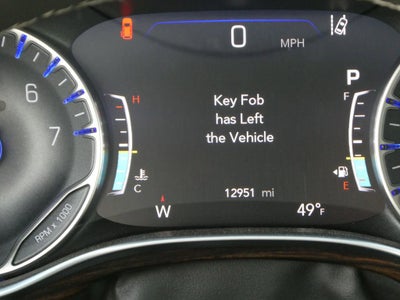 0 MPH
6
7
P
H
F
Key Fob
has Left
the Vehicle
C
E
12951 mi
W
49°F
RPM x 1000